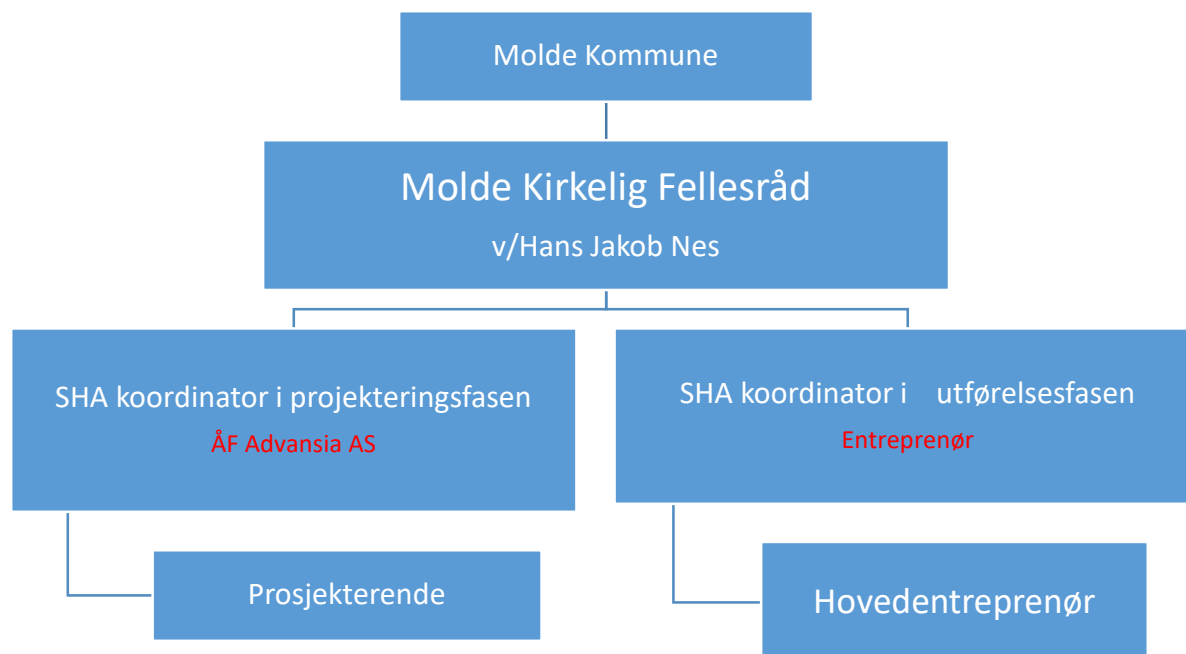 Molde Kommune
Molde Kirkelig Fellesråd
v/Hans Jakob Nes
SHA koordinator i projekteringsfasen
ÅF Advansia AS
SHA koordinator i utførelsesfasen
Entreprenør
Prosjekterende
Hovedentreprenør